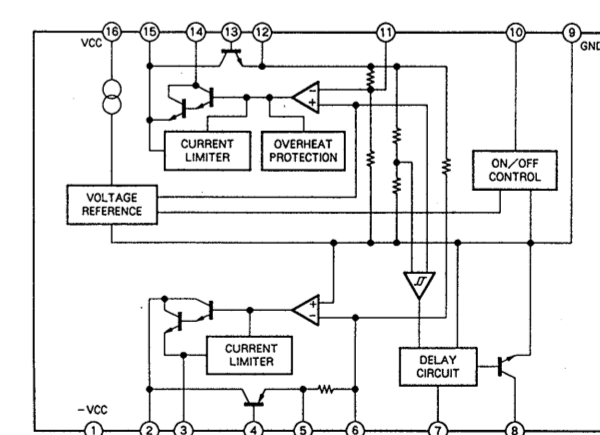 16 15 14 13 12 11 10 9
VCC
GND
− +
CURRENT
LIMITER
OVERHEAT
PROTECTION
ON/OFF
CONTROL
VOLTAGE
REFERENCE
+ −
CURRENT
LIMITER
DELAY
CIRCUIT
-VCC
1 2 3 4 5 6 7 8